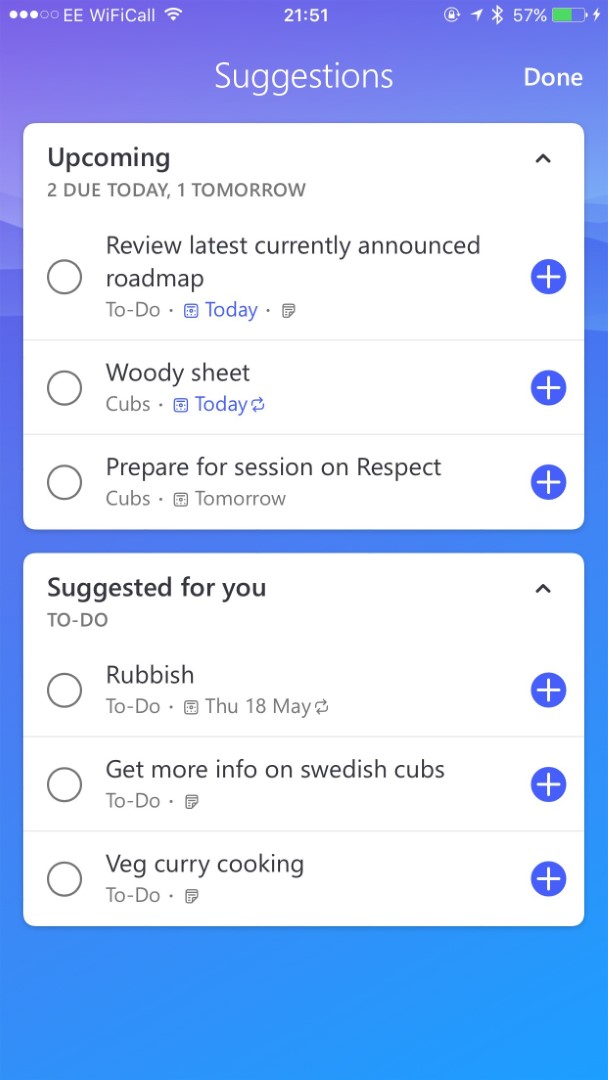 EE WiFiCall 21:51 57%
Suggestions Done
Upcoming
2 DUE TODAY, 1 TOMORROW
Review latest currently announced
roadmap
To-Do · Today ·
Woody sheet
Cubs · Today
Prepare for session on Respect
Cubs · Tomorrow
Suggested for you
TO-DO
Rubbish
To-Do · Thu 18 May
Get more info on swedish cubs
To-Do ·
Veg curry cooking
To-Do ·